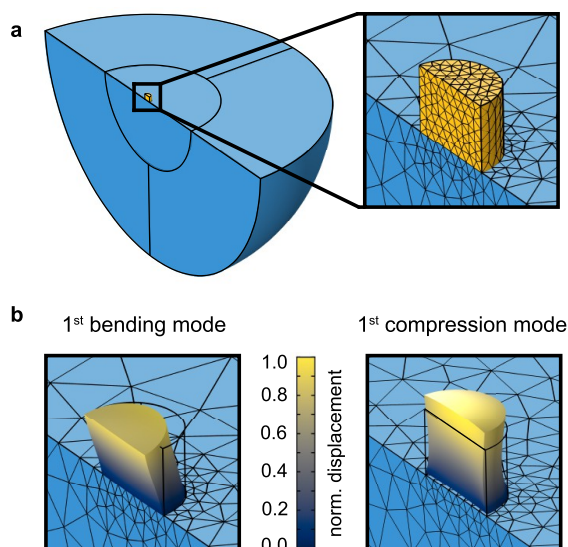 a
b
1st bending mode
1st compression mode
1.0
0.8
0.6
0.4
0.2
0.0
norm. displacement